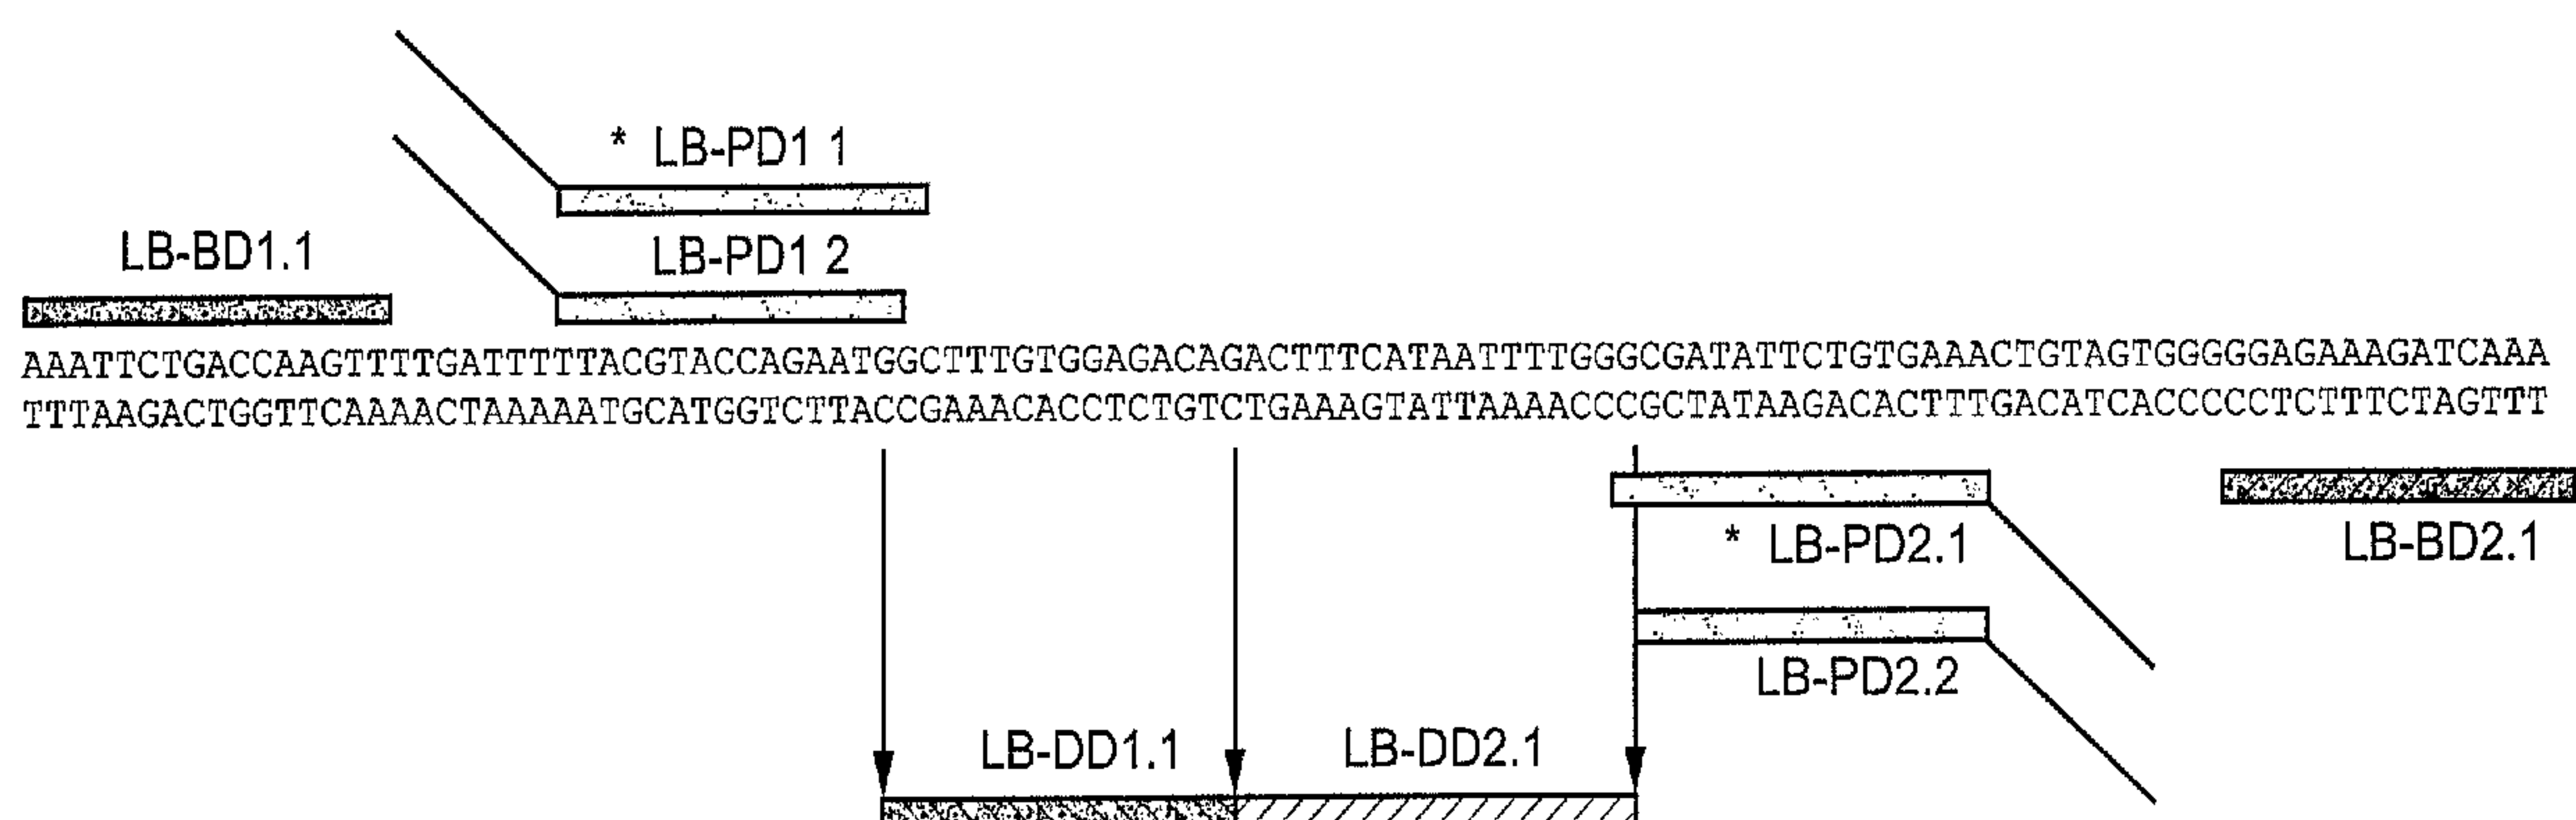 * LB-PD1 1
LB-BD1.1
LB-PD1 2
AAATTCTGACCAAGTTTTGATTTTTACGTACCAGAATGGCTTTGTGGAGACAGACTTTCATAATTTTGGGCGATATTCTGTGAAACTGTAGTGGGGGAGAAAGATCAAA
TTTAAGACTGGTTCAAAACTAAAAATGCATGGTCTTACCGAAACACCTCTGTCTGAAAGTATTAAAACCCGCTATAAGACACTTTGACATCACCCCCTCTTTCTAGTTT
* LB-PD2.1
LB-BD2.1
LB-PD2.2
LB-DD1.1
LB-DD2.1